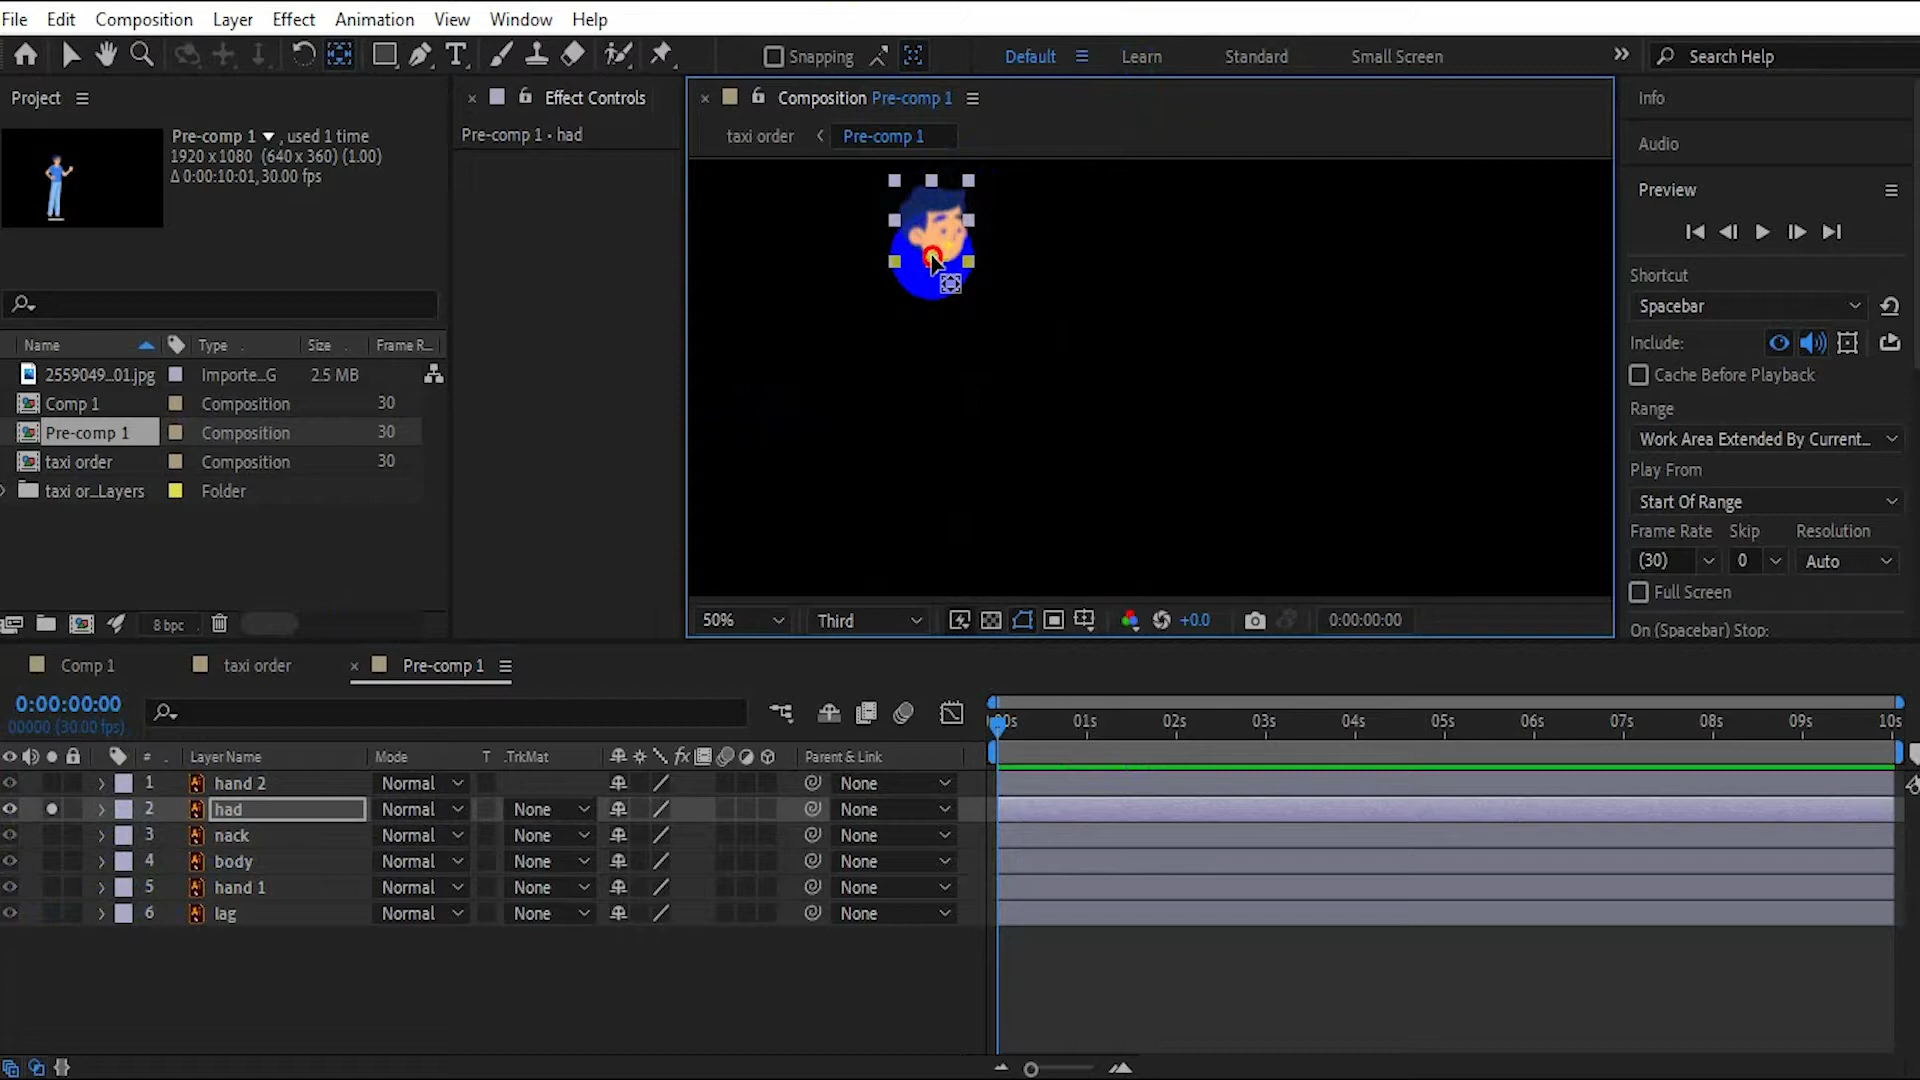 File Edit Composition Layer Effect Animation View Window Help
Snapping Default Learn Standard Small Screen Search Help
Project
Effect Controls
Composition Pre-comp 1
Info
Pre-comp 1 , used 1 time
1920 x1080 (640 x 360) (1.00)
Δ 0:00:10:01, 30.00 fps
Pre-comp 1 • had
taxi order Pre-comp 1
Audio
Preview
Shortcut
Spacebar
Include:
Cache Before Playback
Range
Work Area Extended By Current...
Play From
Start Of Range
Frame Rate Skip Resolution
(30) 0 Auto
Full Screen
On (Spacebar) Stop:
Name Type Size Frame R...
2559049_01.jpg Importe...G 2.5 MB
Comp 1 Composition 30
Pre-comp 1 Composition 30
taxi order Composition 30
taxi or...Layers Folder
8 bpc
50% Third +0.0 0:00:00:00
Comp 1 taxi order Pre-comp 1
0:00:00:00
00000 (30.00 fps)
:00s 01s 02s 03s 04s 05s 06s 07s 08s 09s 10s
# Layer Name Mode T .TrkMat fx Parent & Link
1 hand 2 Normal None
2 had Normal None None
3 nack Normal None None
4 body Normal None None
5 hand 1 Normal None None
6 lag Normal None None